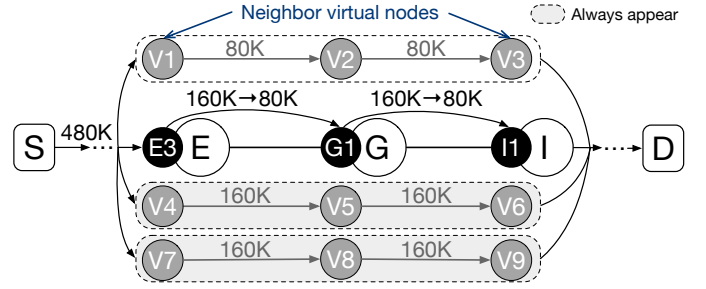 Neighbor virtual nodes
Always appear
V1 80K V2 80K V3
160K→80K 160K→80K
S 480K E3 E G1 G I1 I D
V4 160K V5 160K V6
V7 160K V8 160K V9